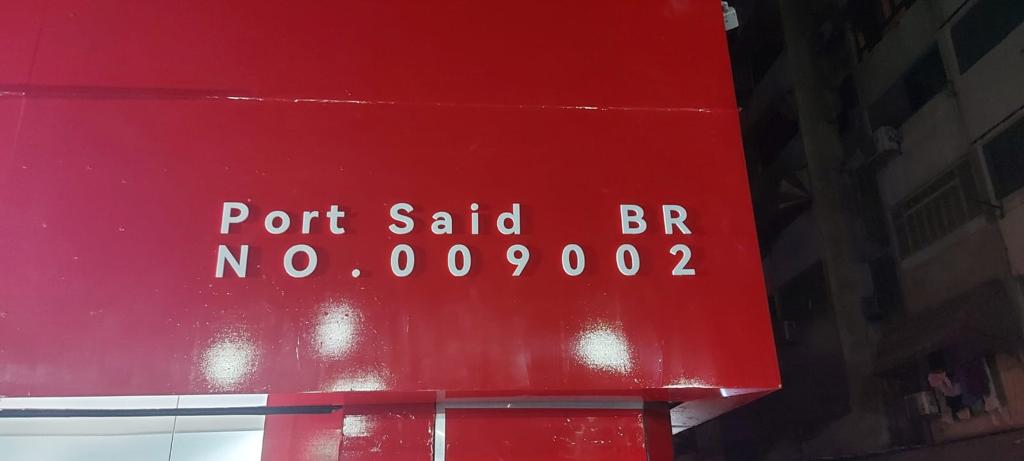 Port Said BR
NO.009002